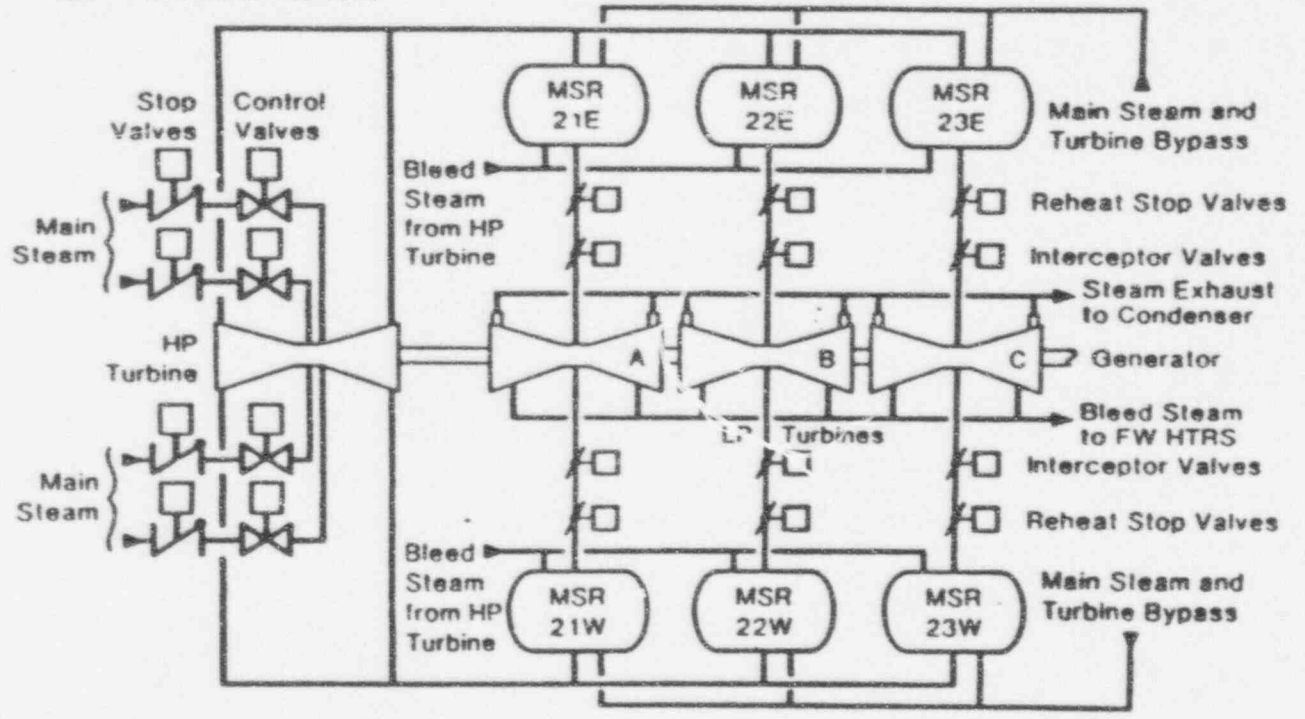 MSR
21E
MSR
22E
MSR
23E
Stop
Valves
Control
Valves
Main Steam and
Turbine Bypass
Bleed
Steam
from HP
Turbine
Main
Steam
Reheat Stop Valves
Interceptor Valves
Steam Exhaust
to Condenser
HP
Turbine
A
B
C
Generator
Bleed Steam
to FW HTRS
LP Turbines
Interceptor Valves
Main
Steam
Reheat Stop Valves
Bleed
Steam
from HP
Turbine
MSR
21W
MSR
22W
MSR
23W
Main Steam and
Turbine Bypass